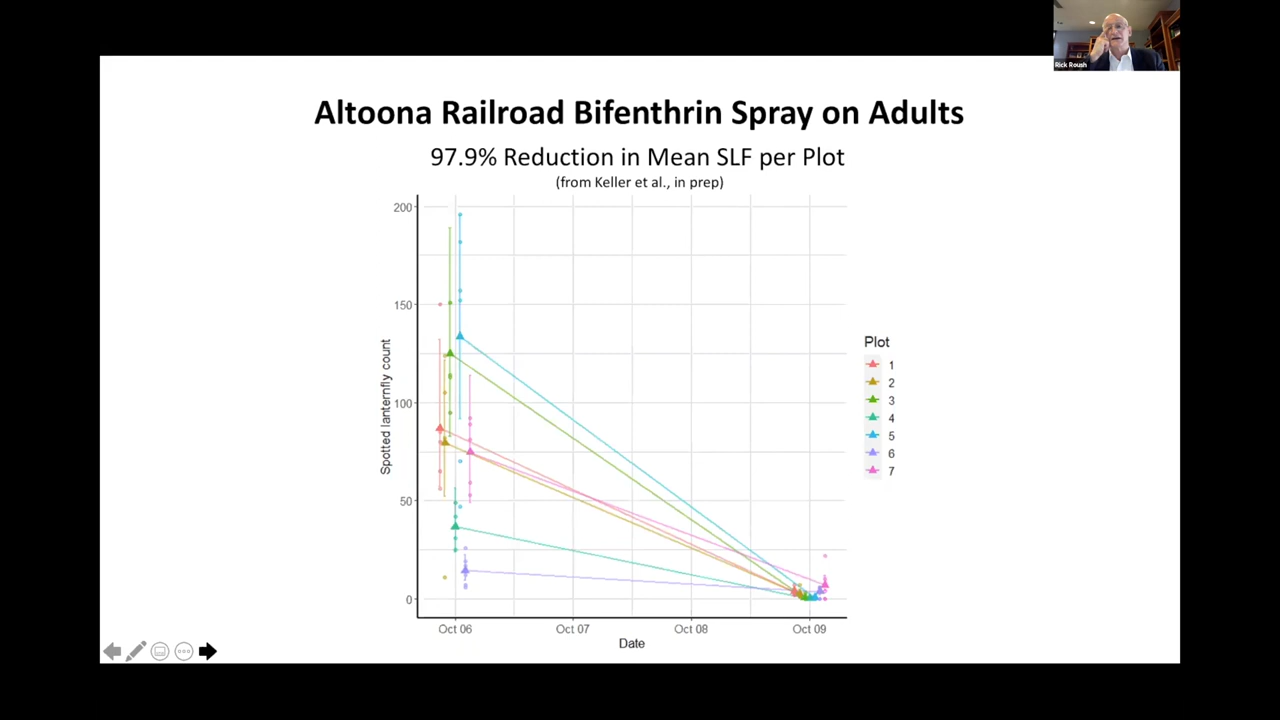 Rick Roush
Altoona Railroad Bifenthrin Spray on Adults
97.9% Reduction in Mean SLF per Plot
(from Keller et al., in prep)
200
150
100
50
0
Spotted lanternfly count
Oct 06
Oct 07
Oct 08
Oct 09
Date
Plot
1
2
3
4
5
6
7